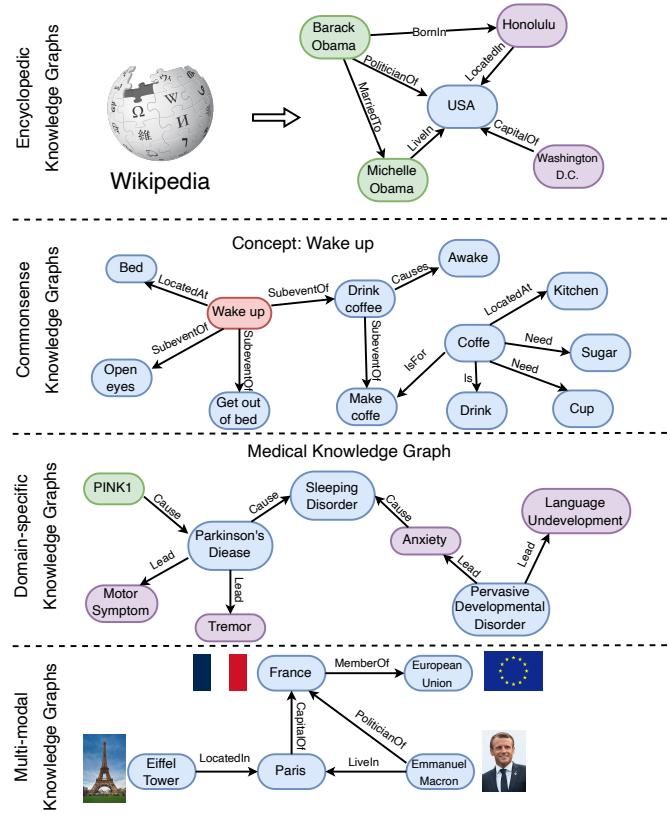 Encyclopedic
Knowledge Graphs
Ω
W
維
И
Wikipedia
Barack
Obama
BornIn
Honolulu
PoliticianOf
LocatedIn
MarriedTo
USA
LiveIn
CapitalOf
Michelle
Obama
Washington
D.C.
Commonsense
Knowledge Graphs
Concept: Wake up
Bed
LocatedAt
Wake up
SubeventOf
Drink
coffee
Causes
Awake
SubeventOf
Open
eyes
SubeventOf
Get out
of bed
SubeventOf
Make
coffe
IsFor
Coffe
LocatedAt
Kitchen
Need
Sugar
Need
Cup
Is
Drink
Domain-specific
Knowledge Graphs
Medical Knowledge Graph
PINK1
Cause
Parkinson's
Diease
Cause
Sleeping
Disorder
Cause
Anxiety
Language
Undevelopment
Lead
Motor
Symptom
Lead
Tremor
Lead
Lead
Pervasive
Developmental
Disorder
Multi-modal
Knowledge Graphs
France
MemberOf
European
Union
CapitalOf
PoliticianOf
Eiffel
Tower
LocatedIn
Paris
LiveIn
Emmanuel
Macron